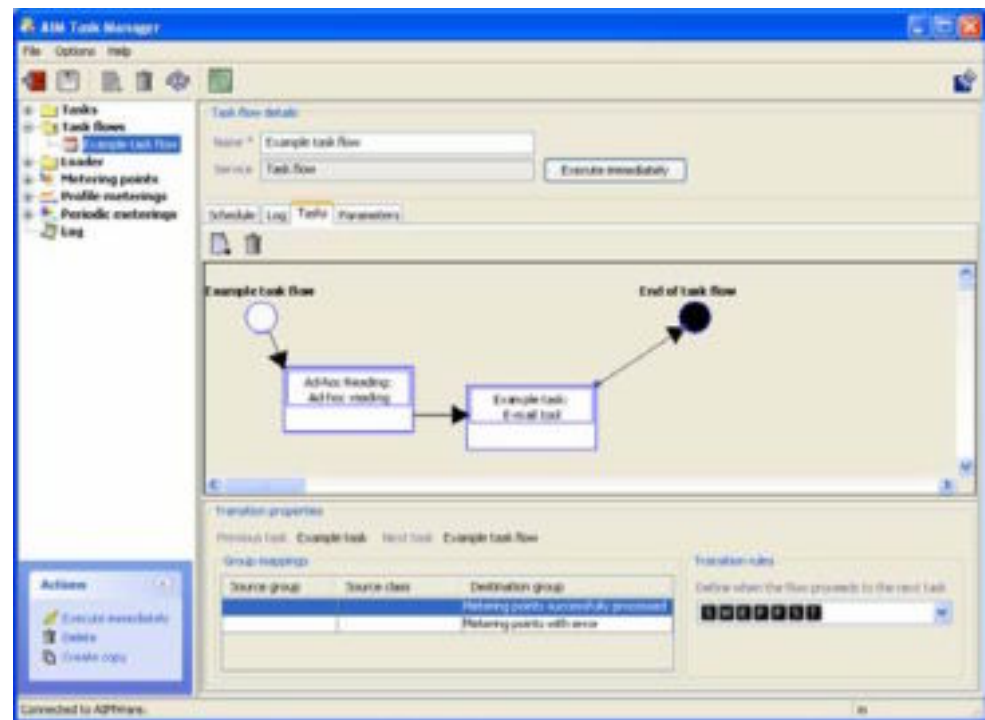 AIM Task Manager
File Options Help
Tasks
Task flows
Example task flow
Loader
Metering points
Profile meterings
Periodic meterings
Log
Task flow details
Name * Example task flow
Service Task flow
Execute immediately
Schedule Log Tasks Parameters
Example task flow
End of task flow
Ad-hoc Reading:
Ad hoc reading
Example task:
E-mail tool
Transition properties
Previous task Example task Next task Example task flow
Group mappings
Source group Source class Destination group
Metering points successfully processed
Metering points with error
Transition rules
Define when the flow proceeds to the next task
Actions
Execute immediately
Delete
Create copy
Connected to AIMWare.